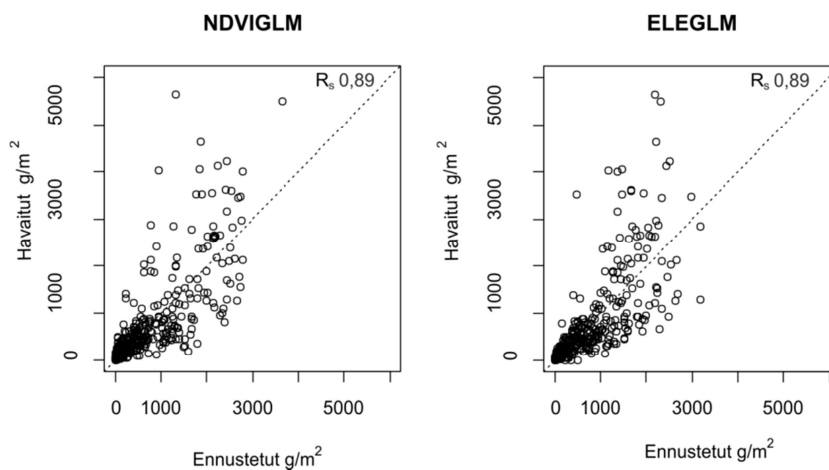 NDVIGLM
Rs 0,89
Havaitut g/m²
5000
3000
1000
0
0 1000 3000 5000
Ennustetut g/m²
ELEGLM
Rs 0,89
Havaitut g/m²
5000
3000
1000
0
0 1000 3000 5000
Ennustetut g/m²